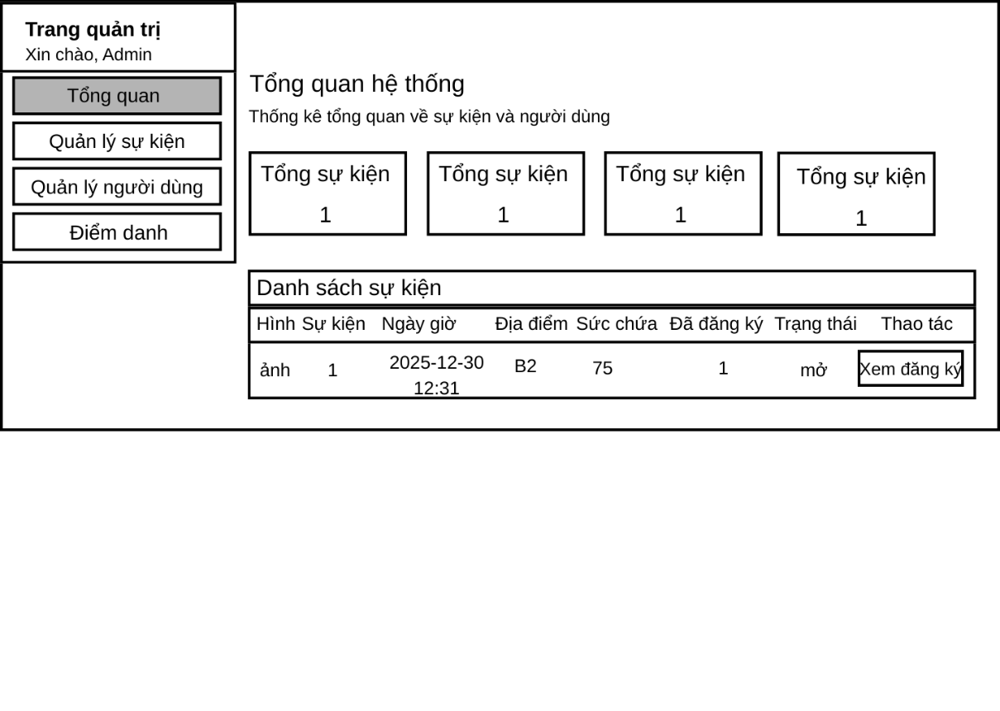 Trang quản trị
Xin chào, Admin
Tổng quan
Quản lý sự kiện
Quản lý người dùng
Điểm danh
Tổng quan hệ thống
Thống kê tổng quan về sự kiện và người dùng
Tổng sự kiện Tổng sự kiện Tổng sự kiện Tổng sự kiện
1 1 1 1
Danh sách sự kiện
Hình Sự kiện Ngày giờ Địa điểm Sức chứa Đã đăng ký Trạng thái Thao tác
ảnh 1 2025-12-30 B2 75 1 mở Xem đăng ký
12:31